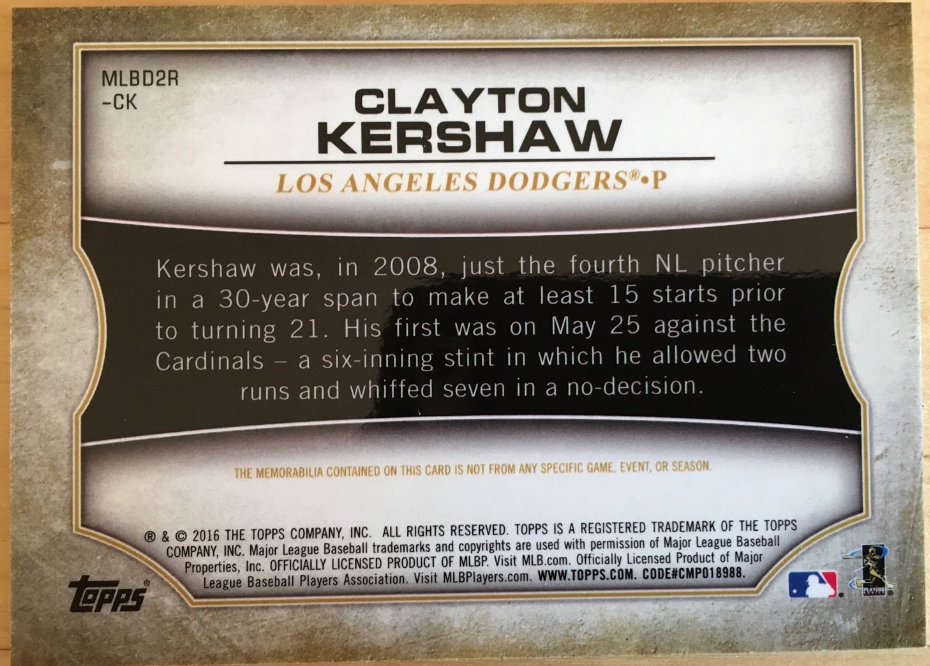 MLBD2R
-CK
CLAYTON
KERSHAW
LOS ANGELES DODGERS®•P
Kershaw was, in 2008, just the fourth NL pitcher
in a 30-year span to make at least 15 starts prior
to turning 21. His first was on May 25 against the
Cardinals – a six-inning stint in which he allowed two
runs and whiffed seven in a no-decision.
THE MEMORABILIA CONTAINED ON THIS CARD IS NOT FROM ANY SPECIFIC GAME, EVENT, OR SEASON.
® & © 2016 THE TOPPS COMPANY, INC. ALL RIGHTS RESERVED. TOPPS IS A REGISTERED TRADEMARK OF THE TOPPS
COMPANY, INC. Major League Baseball trademarks and copyrights are used with permission of Major League Baseball
Properties, Inc. OFFICIALLY LICENSED PRODUCT OF MLBP. Visit MLB.com. Officially Licensed Product of Major
League Baseball Players Association. Visit MLBPlayers.com. WWW.TOPPS.COM. CODE#CMP018988.
Topps®
PLAYERS